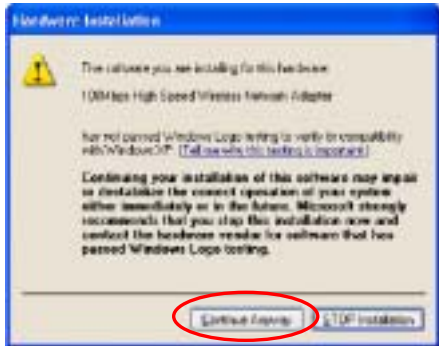 Hardware Installation
The software you are installing for this hardware:
108Mbps High Speed Wireless Network Adapter
has not passed Windows Logo testing to verify its compatibility
with Windows XP. (Tell me why this testing is important.)
Continuing your installation of this software may impair
or destabilize the correct operation of your system
either immediately or in the future. Microsoft strongly
recommends that you stop this installation now and
contact the hardware vendor for software that has
passed Windows Logo testing.
Continue Anyway
STOP Installation